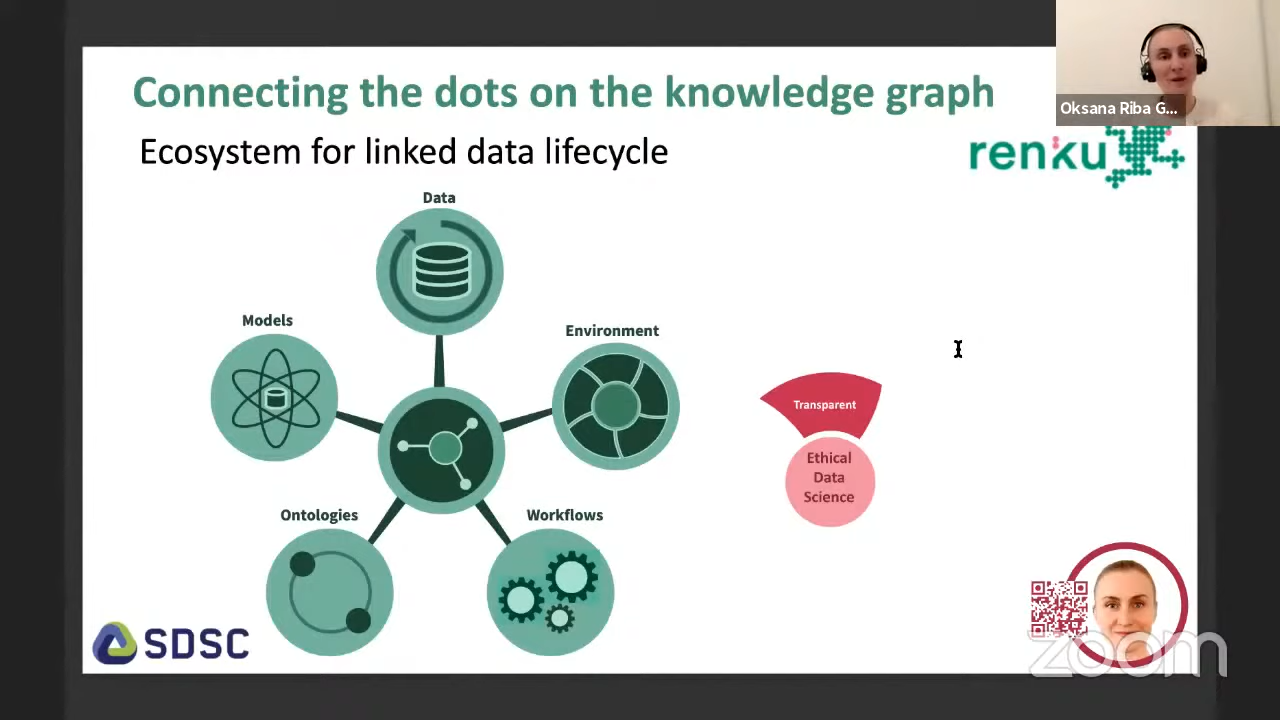 Connecting the dots on the knowledge graph
Oksana Riba G...
Ecosystem for linked data lifecycle
renku
Data
Models
Environment
Transparent
Ethical
Data
Science
Ontologies
Workflows
SDSC
zoom